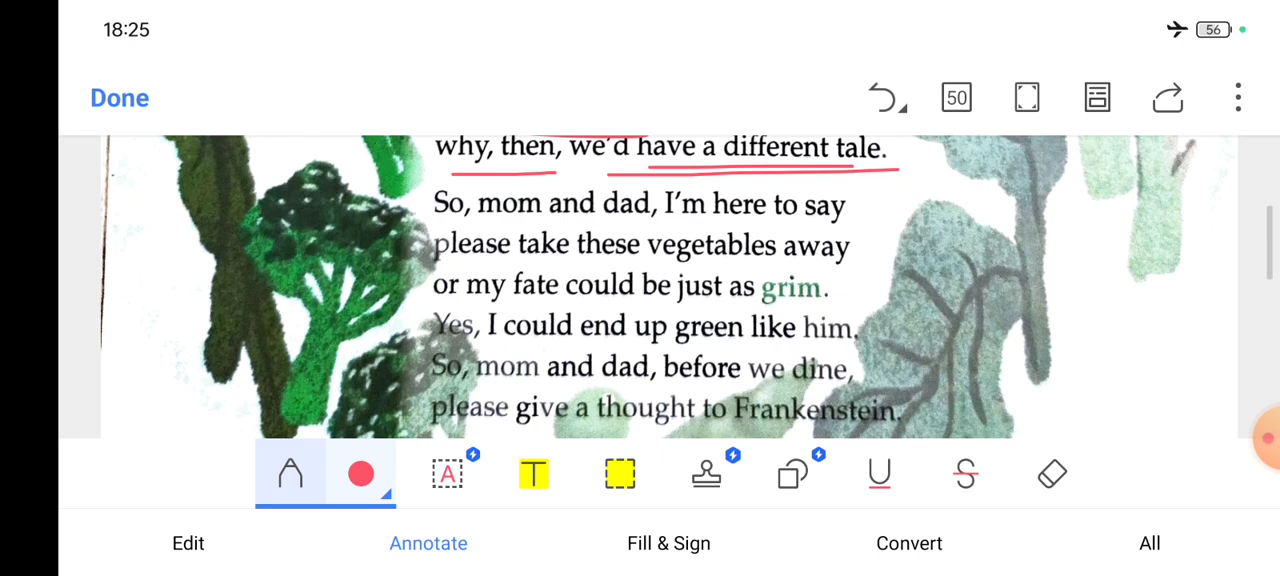 18:25
56
Done
50
why, then, we'd have a different tale.
So, mom and dad, I'm here to say
please take these vegetables away
or my fate could be just as grim.
Yes, I could end up green like him.
So, mom and dad, before we dine,
please give a thought to Frankenstein.
A
T
U
S
Edit
Annotate
Fill & Sign
Convert
All